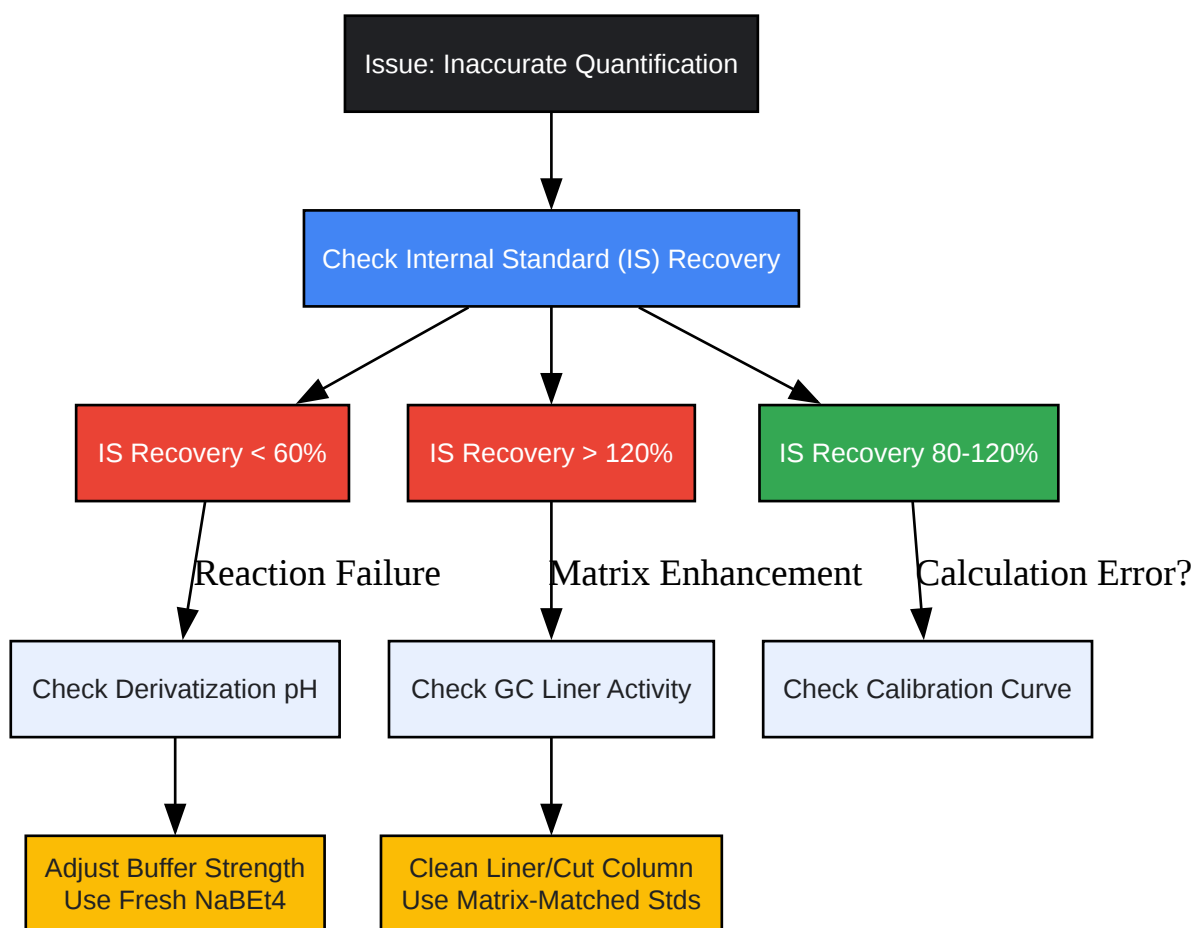 Issue: Inaccurate Quantification
Check Internal Standard (IS) Recovery
IS Recovery < 60%
IS Recovery > 120%
IS Recovery 80-120%
Reaction Failure
Matrix Enhancement
Calculation Error?
Check Derivatization pH
Check GC Liner Activity
Check Calibration Curve
Adjust Buffer Strength
Use Fresh NaBEt4
Clean Liner/Cut Column
Use Matrix-Matched Stds